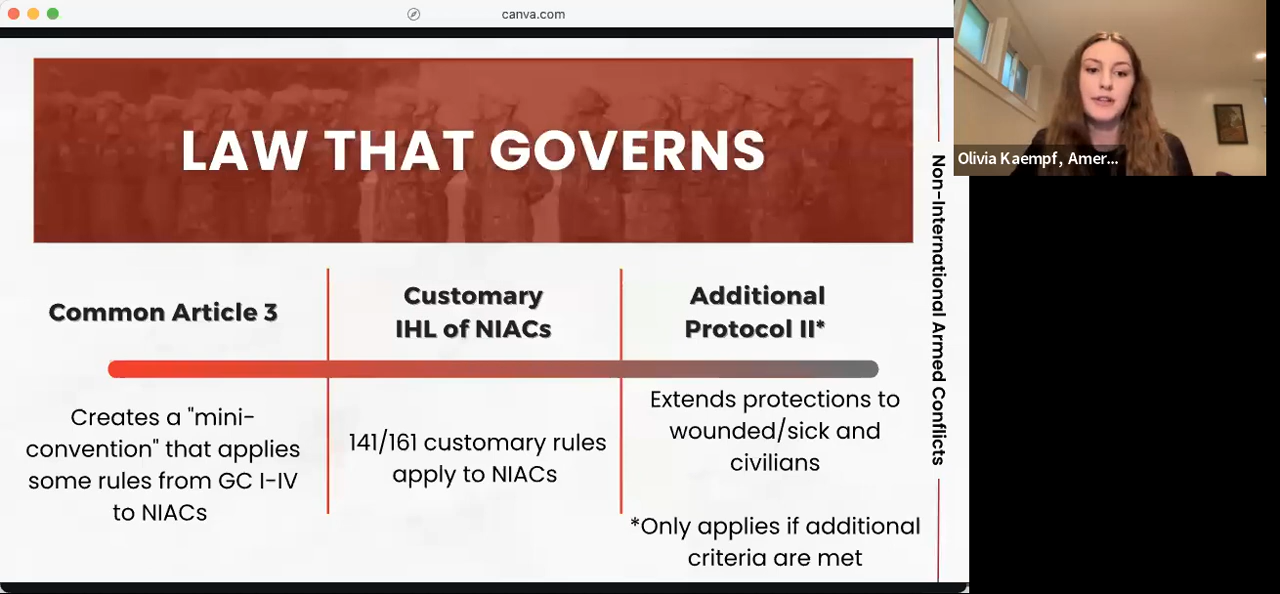 canva.com
LAW THAT GOVERNS
Common Article 3
Creates a "mini-
convention" that applies
some rules from GC I-IV
to NIACs
Customary
IHL of NIACs
141/161 customary rules
apply to NIACs
Additional
Protocol II*
Extends protections to
wounded/sick and
civilians
*Only applies if additional
criteria are met
Non-International Armed Conflicts
Olivia Kaempf, Amer...